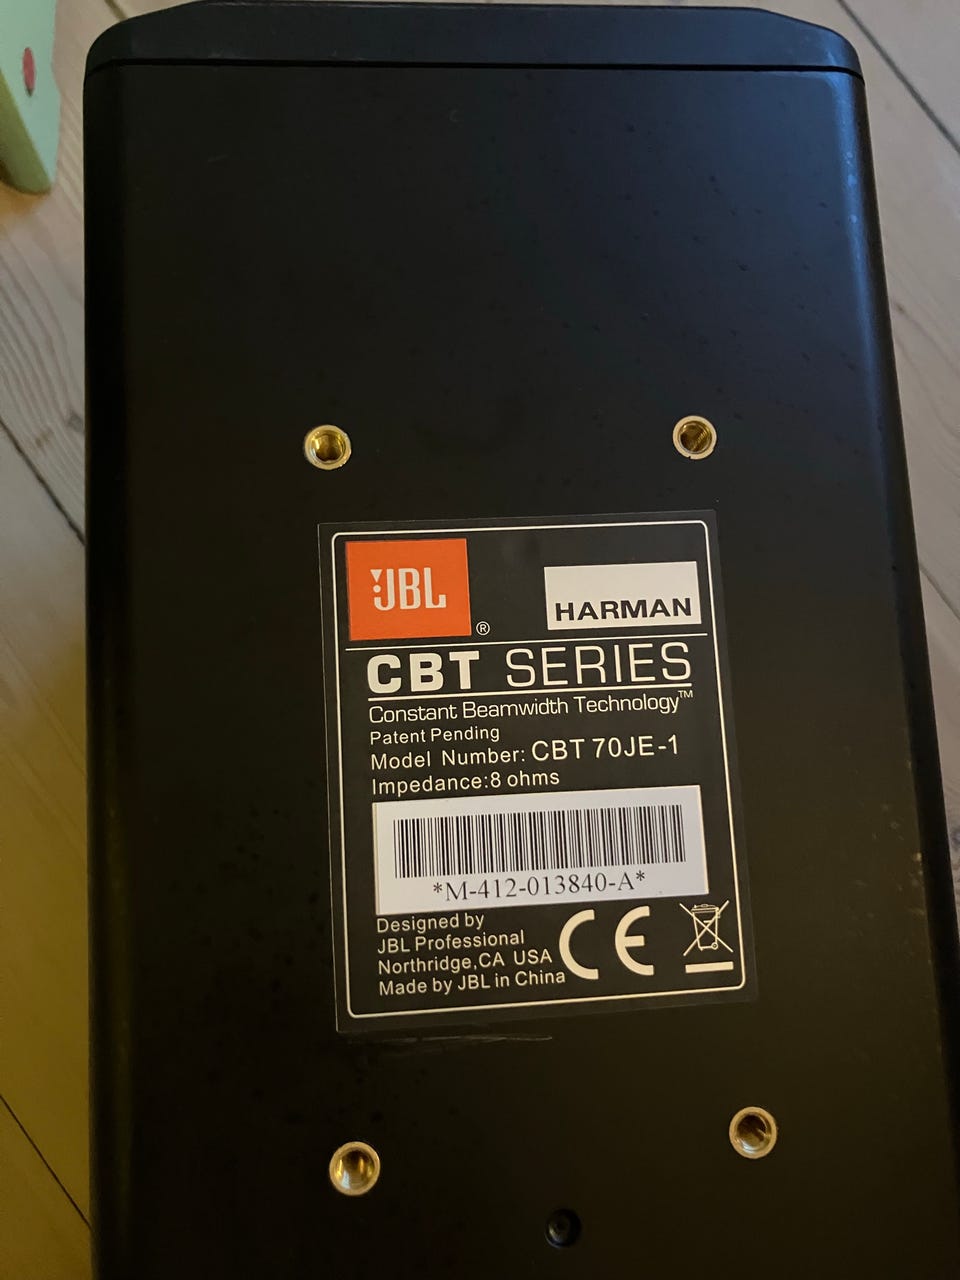 JBL
®
HARMAN
CBT SERIES
Constant Beamwidth Technology™
Patent Pending
Model Number: CBT 70JE-1
Impedance:8 ohms
*M-412-013840-A*
Designed by
JBL Professional
Northridge,CA USA
Made by JBL in China
CE